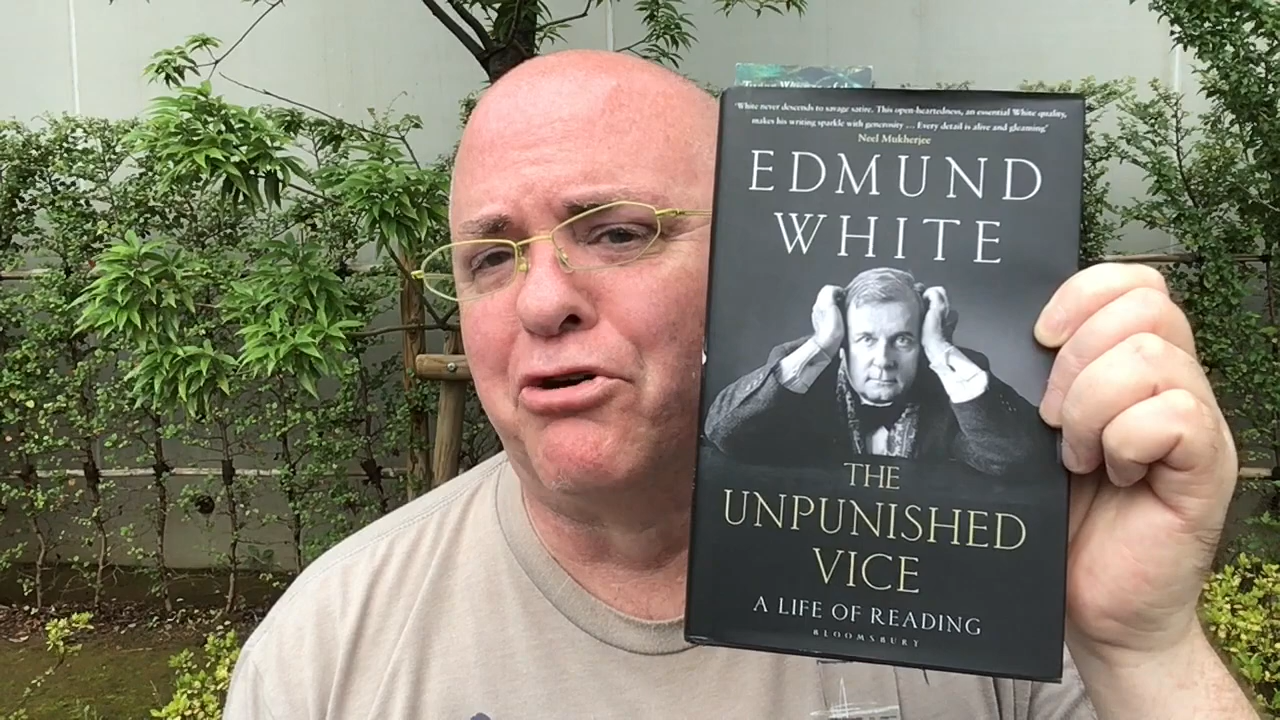 'White never descends to savage satire. This open-heartedness, an essential White quality,
makes his writing sparkle with generosity ... Every detail is alive and gleaming'
Neel Mukherjee
EDMUND
WHITE
THE
UNPUNISHED
VICE
A LIFE OF READING
BLOOMSBURY